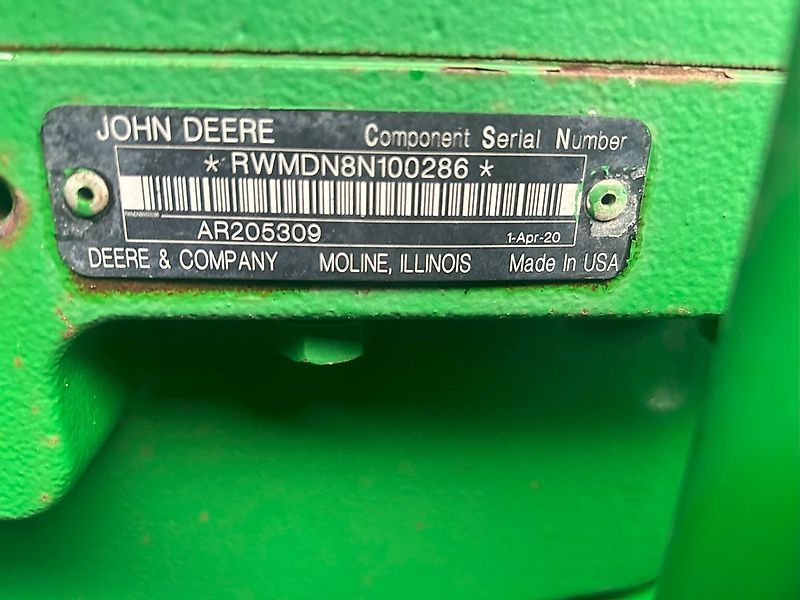 JOHN DEERE Component Serial Number
* RWMDN8N100286 *
AR205309 1-Apr-20
DEERE & COMPANY MOLINE, ILLINOIS Made In USA